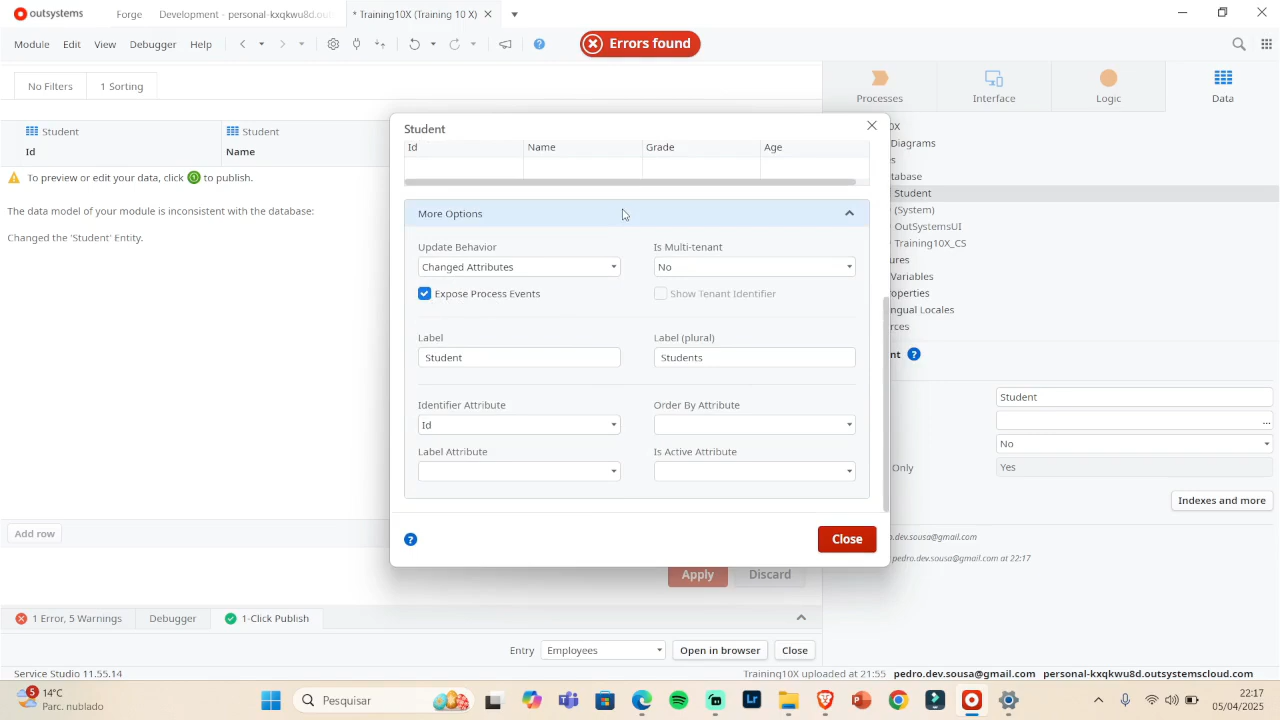 outsystems Forge Development - personal-kxqkwu8d.out * Training10X (Training 10 X)
Module Edit View Debugger Help Errors found
No Filters 1 Sorting Processes Interface Logic Data
Student Student
Id Name
To preview or edit your data, click to publish.
The data model of your module is inconsistent with the database:
Changed the 'Student' Entity.
Add row
Student
Id Name Grade Age
More Options
Update Behavior Is Multi-tenant
Changed Attributes No
Expose Process Events Show Tenant Identifier
Label Label (plural)
Student Students
Identifier Attribute Order By Attribute
Id
Label Attribute Is Active Attribute
Close
Apply Discard
0X
Diagrams
s
tabase
Student
(System)
OutSystemsUI
Training10X_CS
ures
Variables
operties
ngual Locales
rces
nt
Student
...
No
Only Yes
Indexes and more
o.dev.sousa@gmail.com
pedro.dev.sousa@gmail.com at 22:17
1 Error, 5 Warnings Debugger 1-Click Publish
Entry Employees Open in browser Close
Service Studio 11.55.14 Training10X uploaded at 21:55 pedro.dev.sousa@gmail.com personal-kxqkwu8d.outsystemscloud.com
5 14°C
Parc. nublado
Pesquisar
22:17
05/04/2025